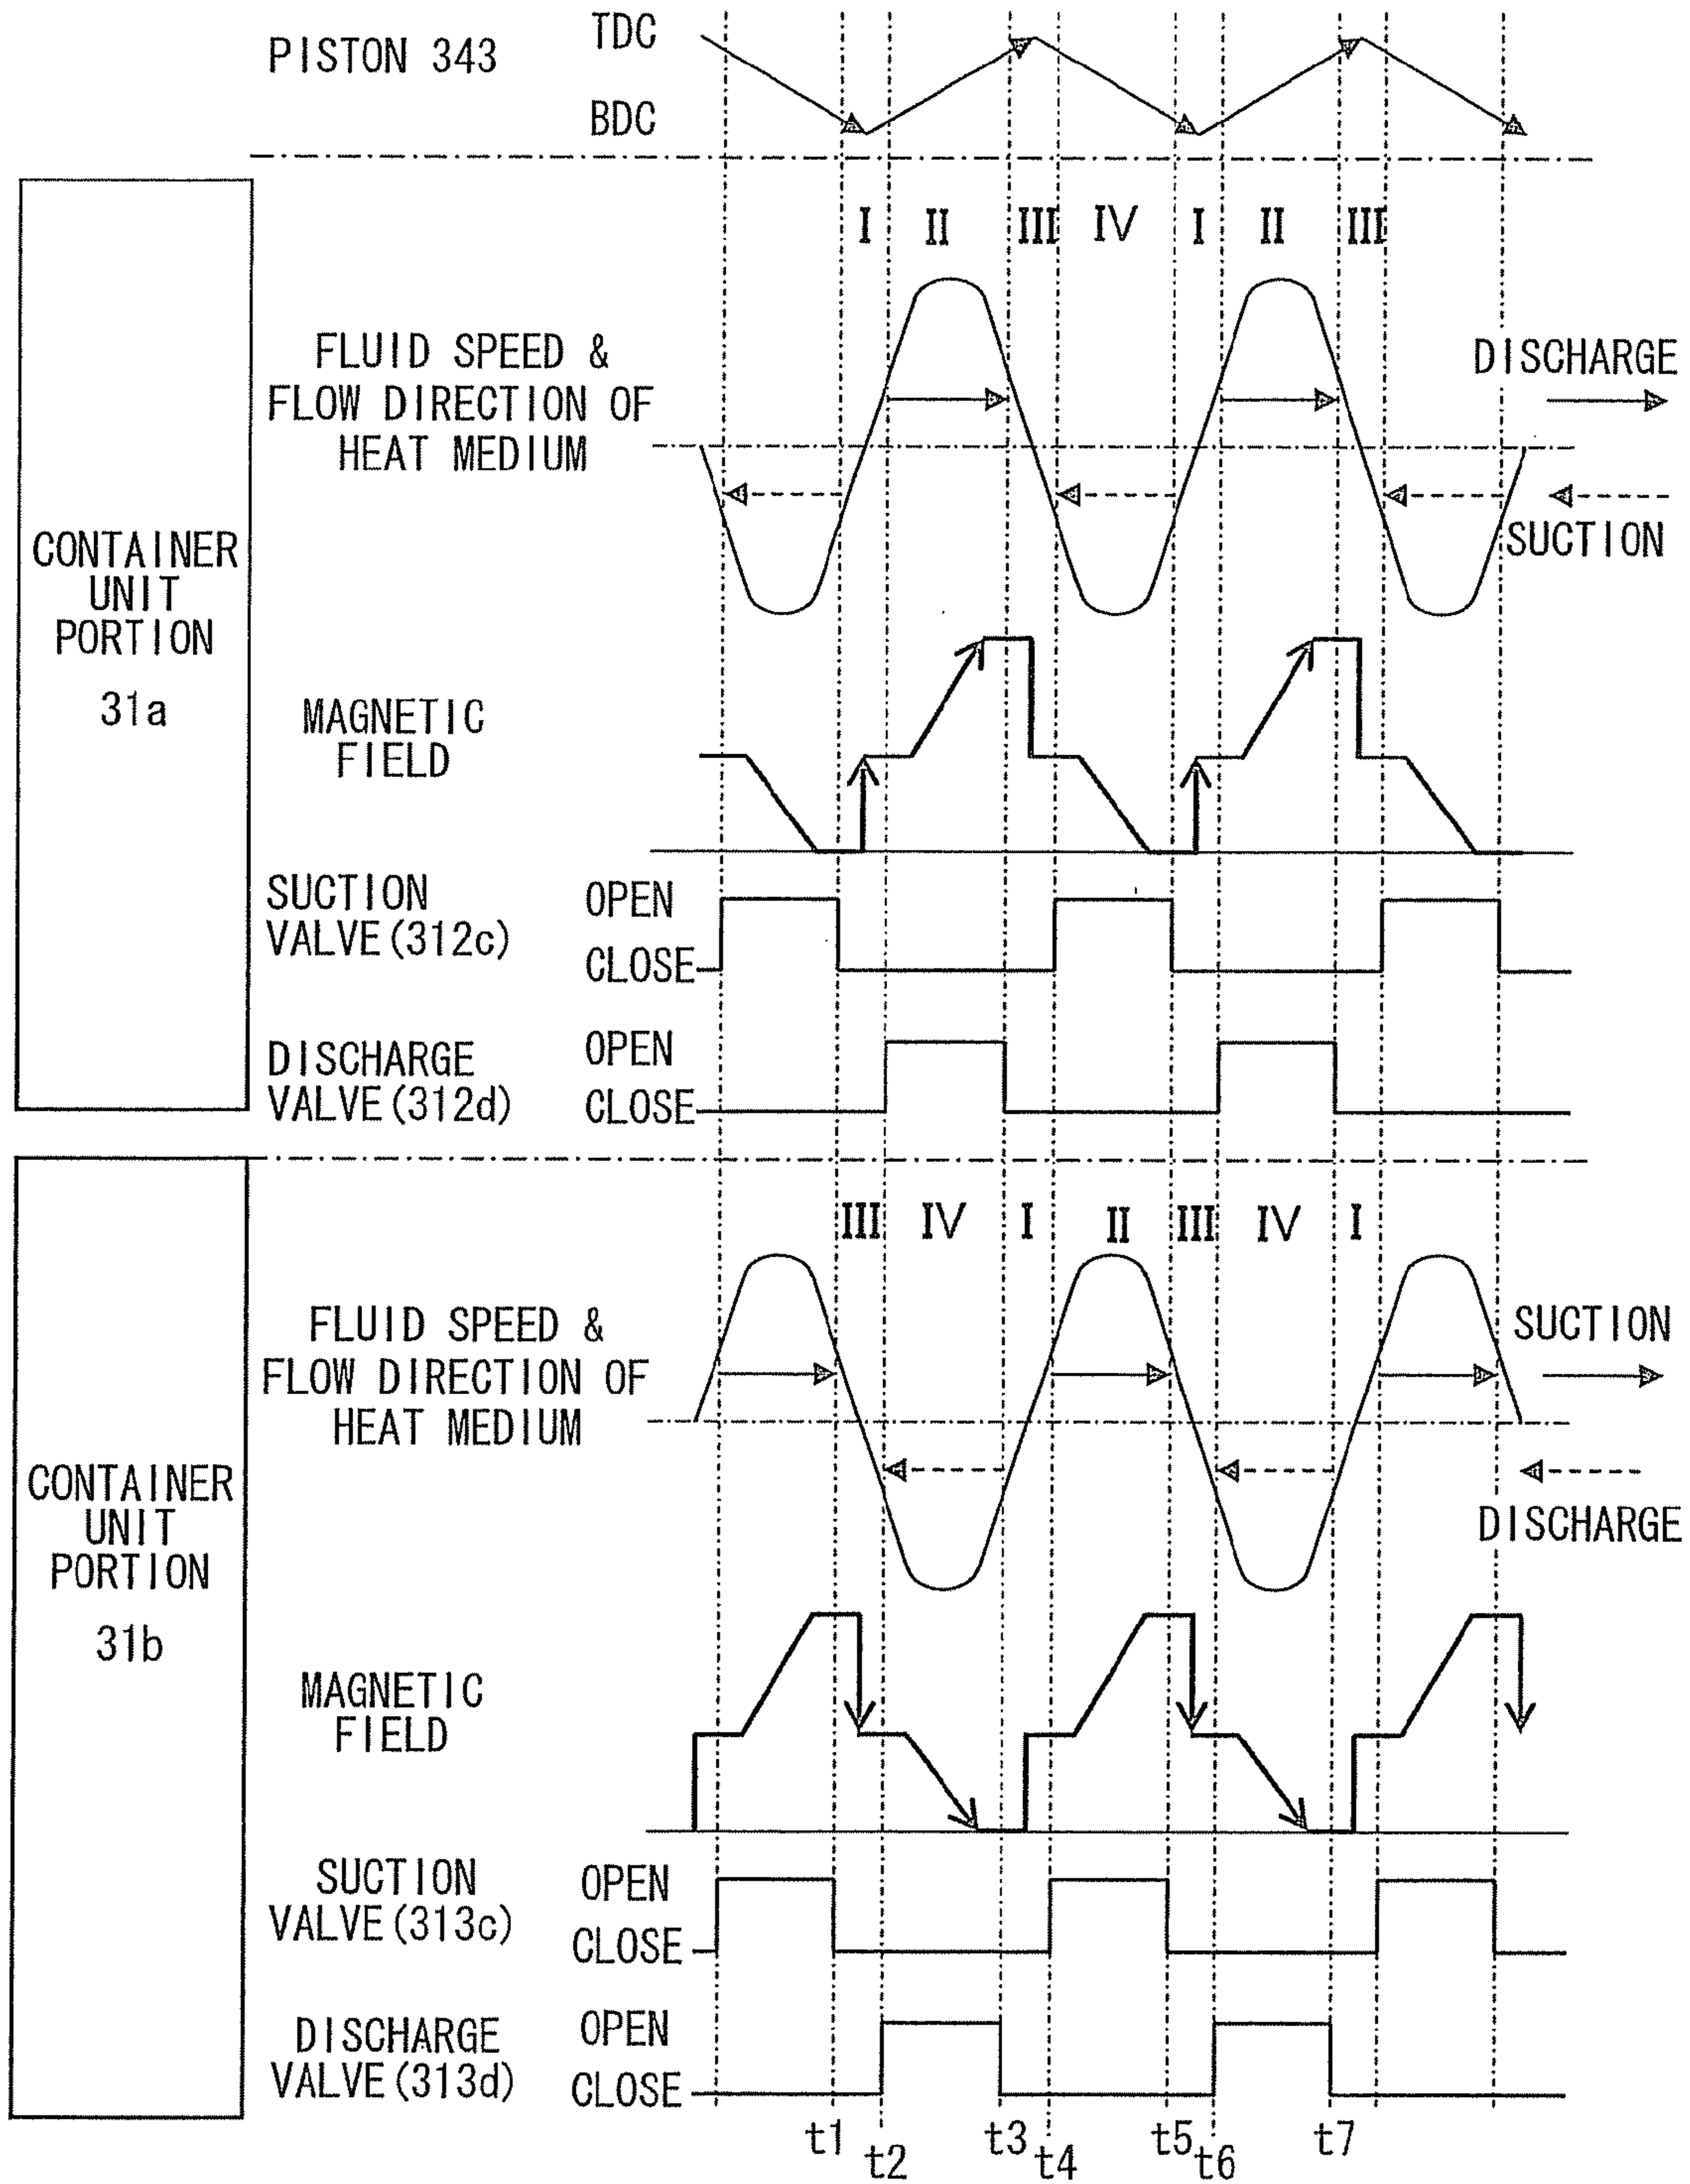 PISTON 343
TDC
BDC
I II III IV I II III
CONTAINER
UNIT
PORTION
31a
FLUID SPEED &
FLOW DIRECTION OF
HEAT MEDIUM
DISCHARGE
SUCTION
MAGNETIC
FIELD
SUCTION
VALVE(312c)
OPEN
CLOSE
DISCHARGE
VALVE(312d)
OPEN
CLOSE
III IV I II III IV I
CONTAINER
UNIT
PORTION
31b
FLUID SPEED &
FLOW DIRECTION OF
HEAT MEDIUM
SUCTION
DISCHARGE
MAGNETIC
FIELD
SUCTION
VALVE(313c)
OPEN
CLOSE
DISCHARGE
VALVE(313d)
OPEN
CLOSE
t1 t2 t3 t4 t5 t6 t7